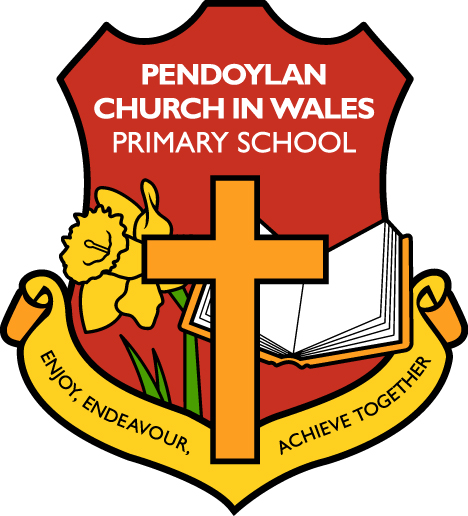 PENDOYLAN
CHURCH IN WALES
PRIMARY SCHOOL
ENJOY, ENDEAVOUR,
ACHIEVE TOGETHER